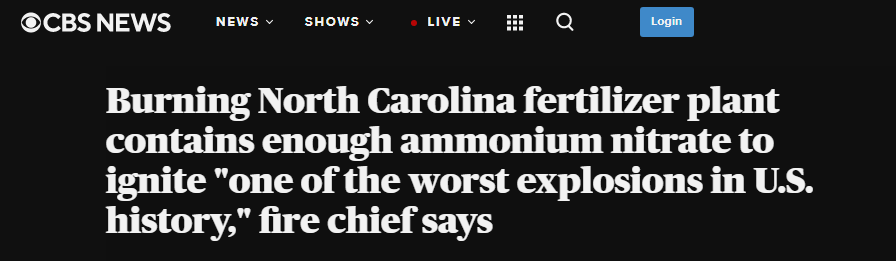 CBS NEWS NEWS SHOWS LIVE Login
Burning North Carolina fertilizer plant
contains enough ammonium nitrate to
ignite "one of the worst explosions in U.S.
history," fire chief says